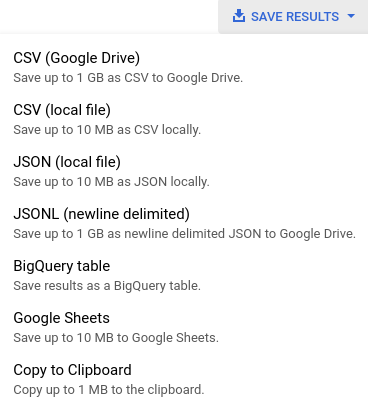 SAVE RESULTS
CSV (Google Drive)
Save up to 1 GB as CSV to Google Drive.
CSV (local file)
Save up to 10 MB as CSV locally.
JSON (local file)
Save up to 10 MB as JSON locally.
JSONL (newline delimited)
Save up to 1 GB as newline delimited JSON to Google Drive.
BigQuery table
Save results as a BigQuery table.
Google Sheets
Save up to 10 MB to Google Sheets.
Copy to Clipboard
Copy up to 1 MB to the clipboard.